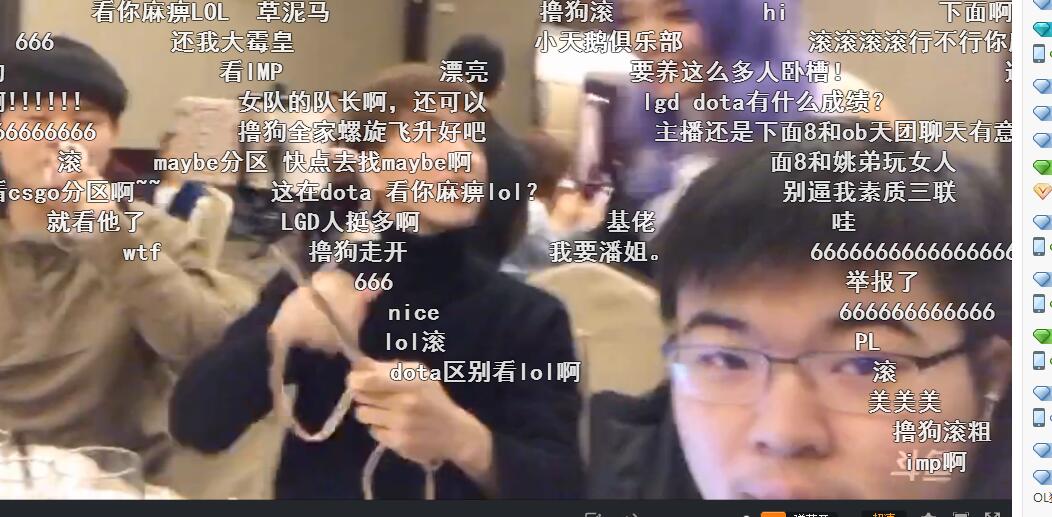 看你麻痹LOL 草泥马 撸狗滚 hi 下面啊
666 还我大霉皇 小天鹅俱乐部 滚滚滚滚行不行你
看IMP 漂亮 要养这么多人卧槽!
!!!!!! 女队的队长啊，还可以 lgd dota有什么成绩?
66666666 撸狗全家螺旋飞升好吧 主播还是下面8和ob天团聊天有意
滚 maybe分区 快点去找maybe啊 面8和姚弟玩女人
csgo分区啊~~ 这在dota 看你麻痹lol? 别逼我素质三联
就看他了 LGD人挺多啊 基佬 哇
wtf 撸狗走开 我要潘姐。 6666666666666666
666 举报了
nice 666666666666
lol滚 PL
dota区别看lol啊 滚
美美美
撸狗滚粗
imp啊